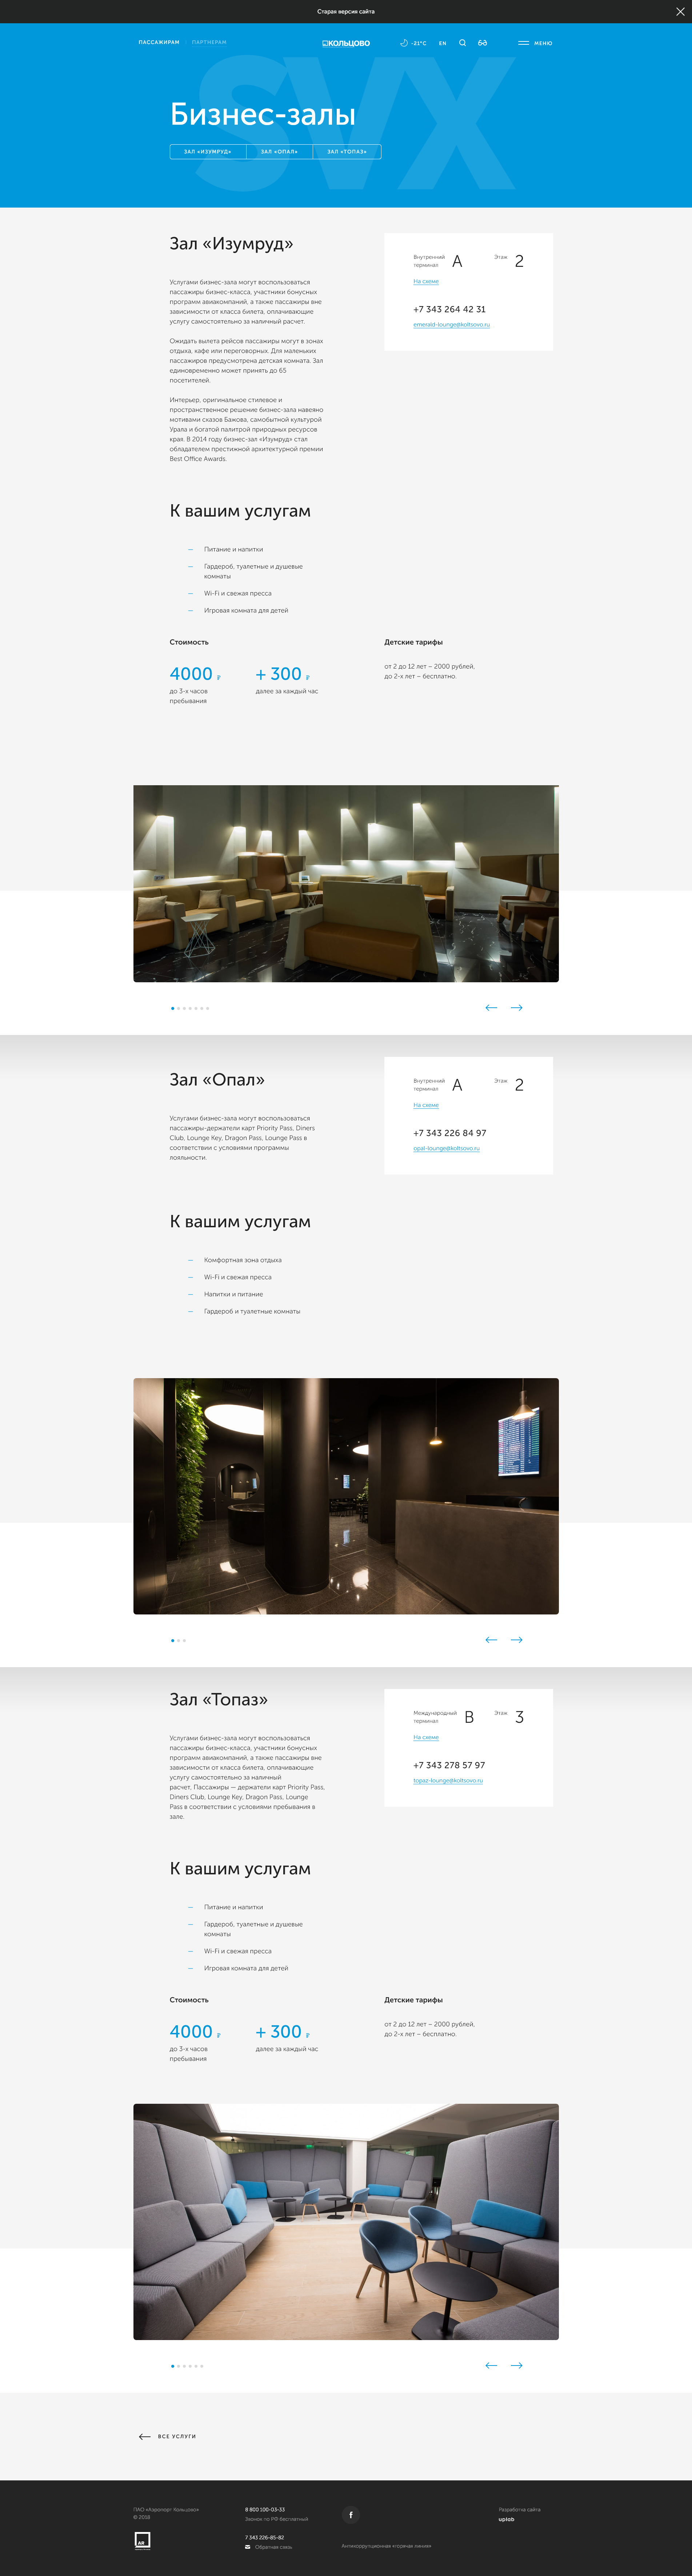 Старая версия сайта
ПАССАЖИРАМ
ПАРТНЕРАМ
КОЛЬЦОВО
-21°C
EN
МЕНЮ
SVX
Бизнес-залы
ЗАЛ «ИЗУМРУД»
ЗАЛ «ОПАЛ»
ЗАЛ «ТОПАЗ»
Зал «Изумруд»
Услугами бизнес-зала могут воспользоваться
пассажиры бизнес-класса, участники бонусных
программ авиакомпаний, а также пассажиры вне
зависимости от класса билета, оплачивающие
услугу самостоятельно за наличный расчет.
Ожидать вылета рейсов пассажиры могут в зонах
отдыха, кафе или переговорных. Для маленьких
пассажиров предусмотрена детская комната. Зал
единовременно может принять до 65
посетителей.
Интерьер, оригинальное стилевое и
пространственное решение бизнес-зала навеяно
мотивами сказов Бажова, самобытной культурой
Урала и богатой палитрой природных ресурсов
края. В 2014 году бизнес-зал «Изумруд» стал
обладателем престижной архитектурной премии
Best Office Awards.
Внутренний
терминал
A
Этаж
2
На схеме
+7 343 264 42 31
emerald-lounge@koltsovo.ru
К вашим услугам
— Питание и напитки
— Гардероб, туалетные и душевые
комнаты
— Wi-Fi и свежая пресса
— Игровая комната для детей
Стоимость
4000 ₽
до 3-х часов
пребывания
+ 300 ₽
далее за каждый час
Детские тарифы
от 2 до 12 лет – 2000 рублей,
до 2-х лет – бесплатно.
Зал «Опал»
Услугами бизнес-зала могут воспользоваться
пассажиры-держатели карт Priority Pass, Diners
Club, Lounge Key, Dragon Pass, Lounge Pass в
соответствии с условиями программы
лояльности.
Внутренний
терминал
A
Этаж
2
На схеме
+7 343 226 84 97
opal-lounge@koltsovo.ru
К вашим услугам
— Комфортная зона отдыха
— Wi-Fi и свежая пресса
— Напитки и питание
— Гардероб и туалетные комнаты
Зал «Топаз»
Услугами бизнес-зала могут воспользоваться
пассажиры бизнес-класса, участники бонусных
программ авиакомпаний, а также пассажиры вне
зависимости от класса билета, оплачивающие
услугу самостоятельно за наличный
расчет. Пассажиры — держатели карт Priority Pass,
Diners Club, Lounge Key, Dragon Pass, Lounge
Pass в соответствии с условиями пребывания в
зале.
Международный
терминал
B
Этаж
3
На схеме
+7 343 278 57 97
topaz-lounge@koltsovo.ru
К вашим услугам
— Питание и напитки
— Гардероб, туалетные и душевые
комнаты
— Wi-Fi и свежая пресса
— Игровая комната для детей
Стоимость
4000 ₽
до 3-х часов
пребывания
+ 300 ₽
далее за каждый час
Детские тарифы
от 2 до 12 лет – 2000 рублей,
до 2-х лет – бесплатно.
ВСЕ УСЛУГИ
ПАО «Аэропорт Кольцово»
© 2018
AR
8 800 100-03-33
Звонок по РФ бесплатный
7 343 226-85-82
Обратная связь
f
Антикоррупционная «горячая линия»
Разработка сайта
uplab